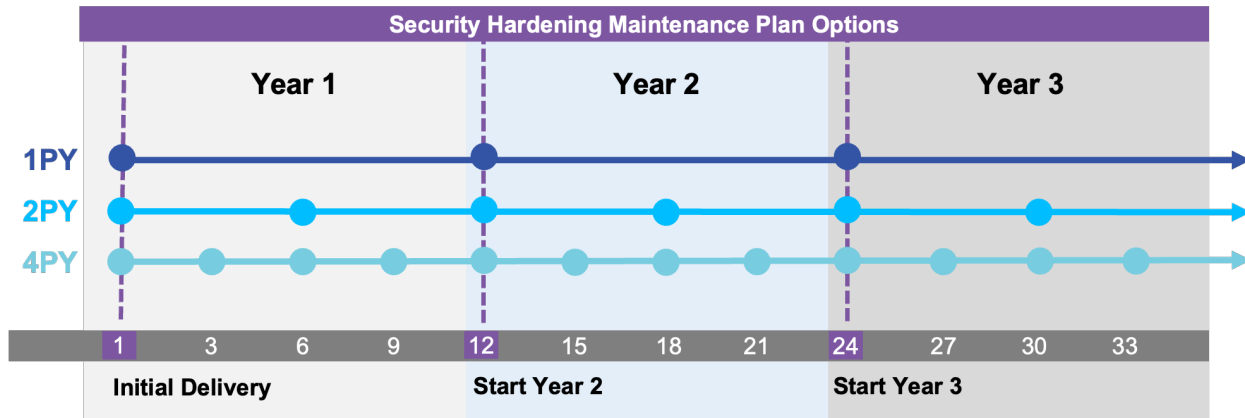 Security Hardening Maintenance Plan Options
Year 1 Year 2 Year 3
1PY
2PY
4PY
1 3 6 9 12 15 18 21 24 27 30 33
Initial Delivery Start Year 2 Start Year 3